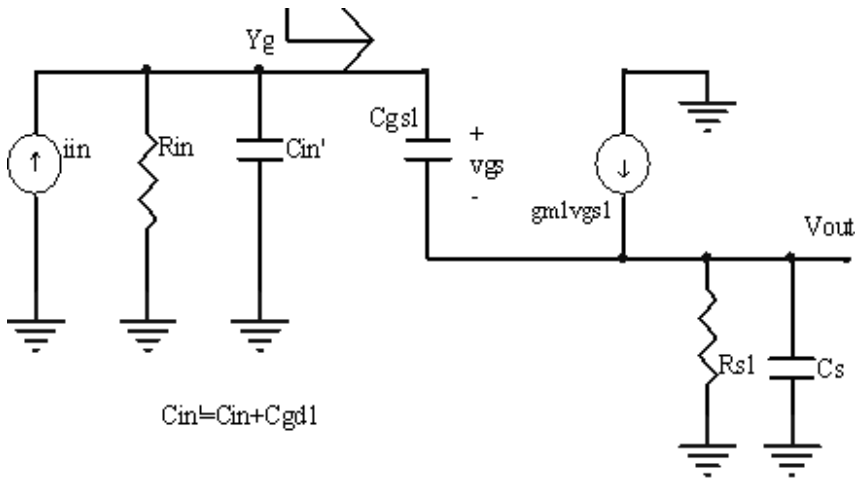 Yg
iin
Rin
Cin'
Cgs1
+
vgs
-
gm1vgs1
Vout
Rs1
Cs
Cin'=Cin+Cgd1